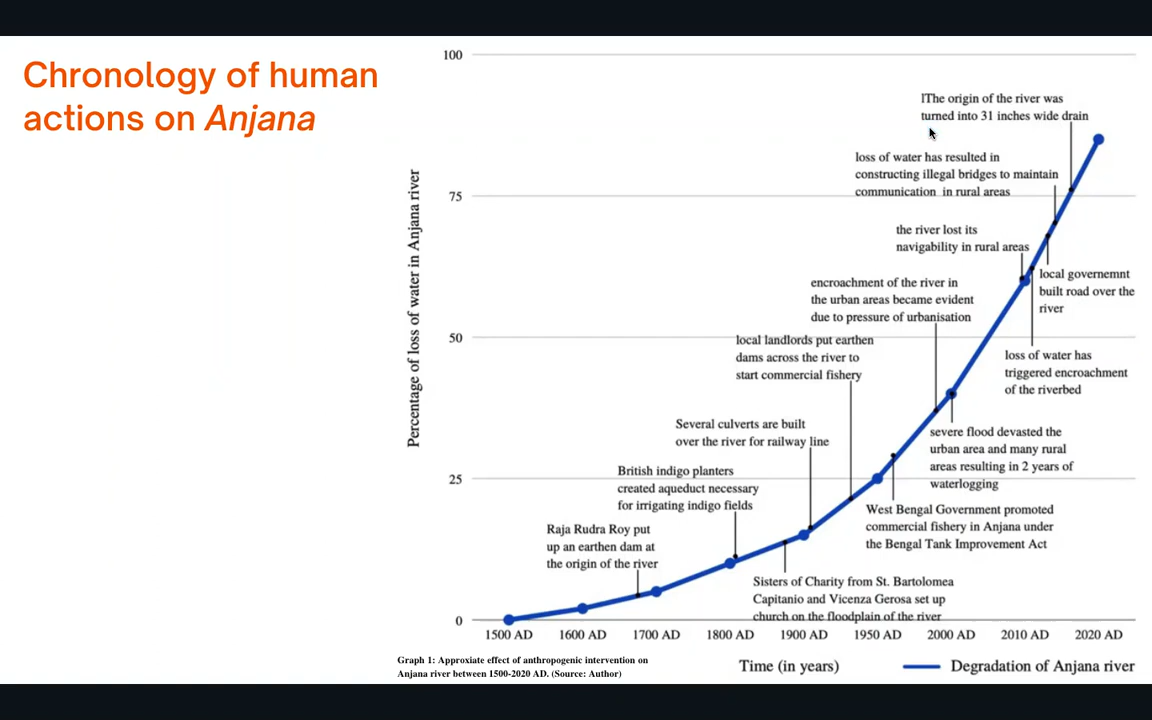 Chronology of human
actions on Anjana
100
75
50
25
0
Percentage of loss of water in Anjana river
!The origin of the river was
turned into 31 inches wide drain
loss of water has resulted in
constructing illegal bridges to maintain
communication in rural areas
the river lost its
navigability in rural areas
local governemnt
built road over the
river
encroachment of the river in
the urban areas became evident
due to pressure of urbanisation
local landlords put earthen
dams across the river to
start commercial fishery
loss of water has
triggered encroachment
of the riverbed
Several culverts are built
over the river for railway line
severe flood devasted the
urban area and many rural
areas resulting in 2 years of
waterlogging
British indigo planters
created aqueduct necessary
for irrigating indigo fields
West Bengal Government promoted
commercial fishery in Anjana under
the Bengal Tank Improvement Act
Raja Rudra Roy put
up an earthen dam at
the origin of the river
Sisters of Charity from St. Bartolomea
Capitanio and Vicenza Gerosa set up
church on the floodplain of the river
1500 AD 1600 AD 1700 AD 1800 AD 1900 AD 1950 AD 2000 AD 2010 AD 2020 AD
Time (in years)
Degradation of Anjana river
Graph 1: Approxiate effect of anthropogenic intervention on
Anjana river between 1500-2020 AD. (Source: Author)